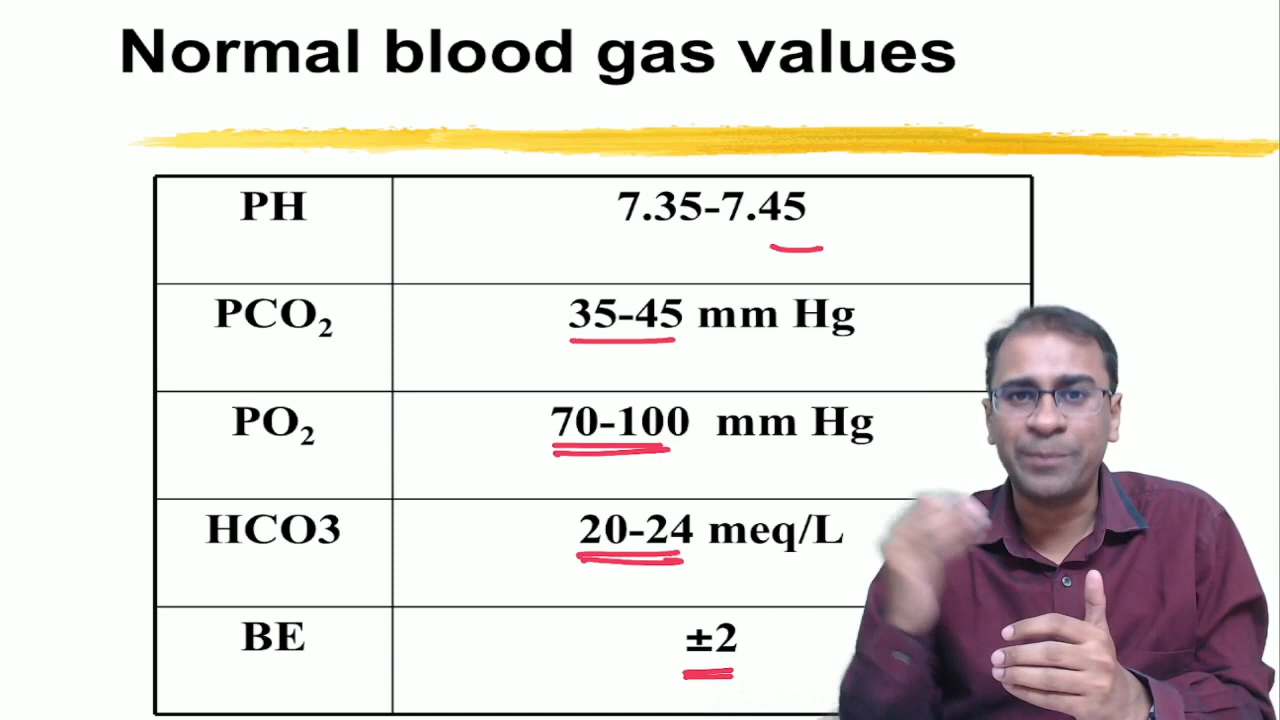 Normal blood gas values
PH 7.35-7.45
PCO₂ 35-45 mm Hg
PO₂ 70-100 mm Hg
HCO3 20-24 meq/L
BE ±2